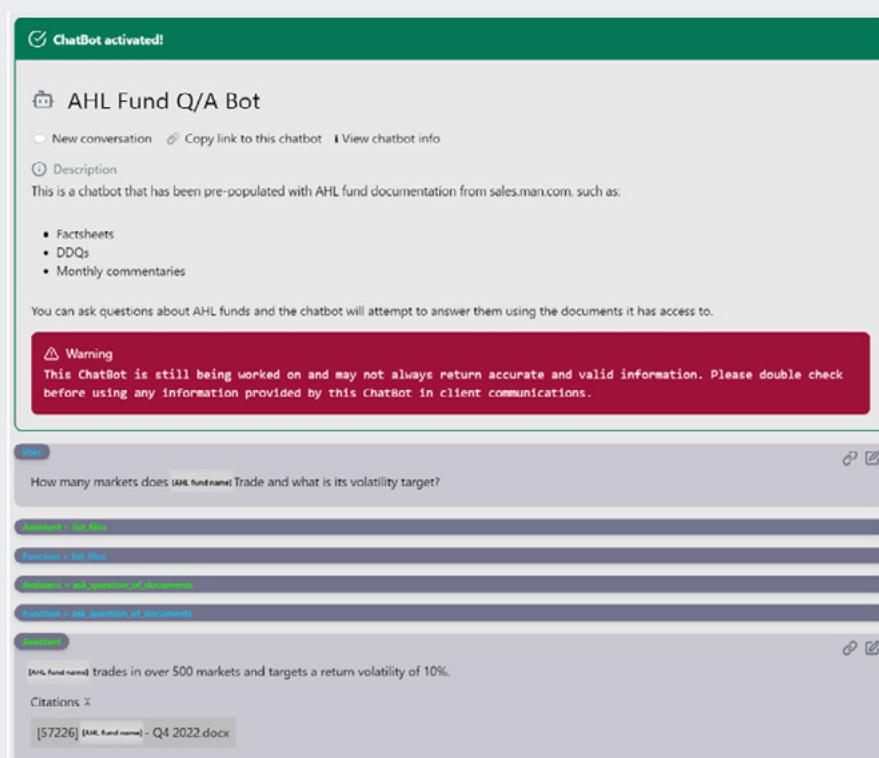 ChatBot activated!
AHL Fund Q/A Bot
New conversation Copy link to this chatbot i View chatbot info
Description
This is a chatbot that has been pre-populated with AHL fund documentation from sales.man.com, such as:
• Factsheets
• DDQs
• Monthly commentaries
You can ask questions about AHL funds and the chatbot will attempt to answer them using the documents it has access to.
Warning
This ChatBot is still being worked on and may not always return accurate and valid information. Please double check
before using any information provided by this ChatBot in client communications.
User
How many markets does [AHL fund name] Trade and what is its volatility target?
Assistant > list_files
Function > list_files
Assistant > ask_question_of_documents
Function > ask_question_of_documents
Assistant
[AHL fund name] trades in over 500 markets and targets a return volatility of 10%.
Citations
[57226] [AHL fund name] - Q4 2022.docx